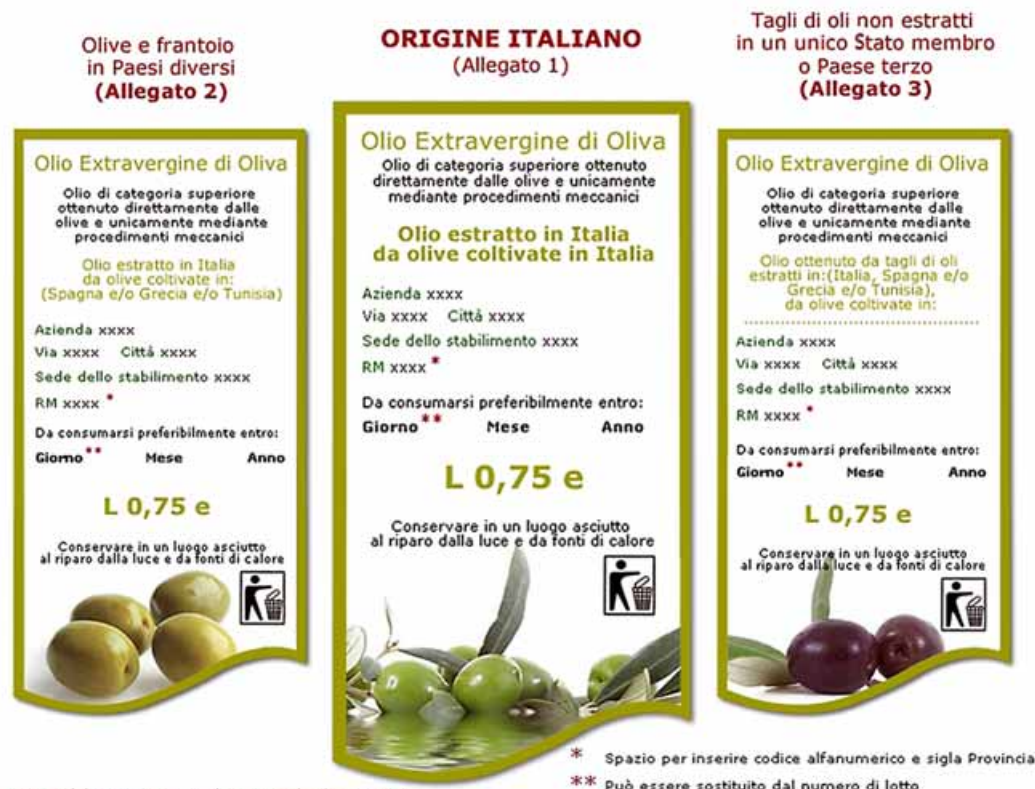 Olive e frantoio
in Paesi diversi
(Allegato 2)
Olio Extravergine di Oliva
Olio di categoria superiore
ottenuto direttamente dalle
olive e unicamente mediante
procedimenti meccanici
Olio estratto in Italia
da olive coltivate in:
(Spagna e/o Grecia e/o Tunisia)
Azienda xxxx
Via xxxx Città xxxx
Sede dello stabilimento xxxx
RM xxxx *
Da consumarsi preferibilmente entro:
Giorno** Mese Anno
L 0,75 e
Conservare in un luogo asciutto
al riparo dalla luce e da fonti di calore
ORIGINE ITALIANO
(Allegato 1)
Olio Extravergine di Oliva
Olio di categoria superiore ottenuto
direttamente dalle olive e unicamente
mediante procedimenti meccanici
Olio estratto in Italia
da olive coltivate in Italia
Azienda xxxx
Via xxxx Città xxxx
Sede dello stabilimento xxxx
RM xxxx *
Da consumarsi preferibilmente entro:
Giorno** Mese Anno
L 0,75 e
Conservare in un luogo asciutto
al riparo dalla luce e da fonti di calore
Tagli di oli non estratti
in un unico Stato membro
o Paese terzo
(Allegato 3)
Olio Extravergine di Oliva
Olio di categoria superiore
ottenuto direttamente dalle
olive e unicamente mediante
procedimenti meccanici
Olio ottenuto da tagli di oli
estratti in:(Italia, Spagna e/o
Grecia e/o Tunisia),
da olive coltivate in:
Azienda xxxx
Via xxxx Città xxxx
Sede dello stabilimento xxxx
RM xxxx *
Da consumarsi preferibilmente entro:
Giorno** Mese Anno
L 0,75 e
Conservare in un luogo asciutto
al riparo dalla luce e da fonti di calore
* Spazio per inserire codice alfanumerico e sigla Provincia
** Può essere sostituito dal numero di lotto